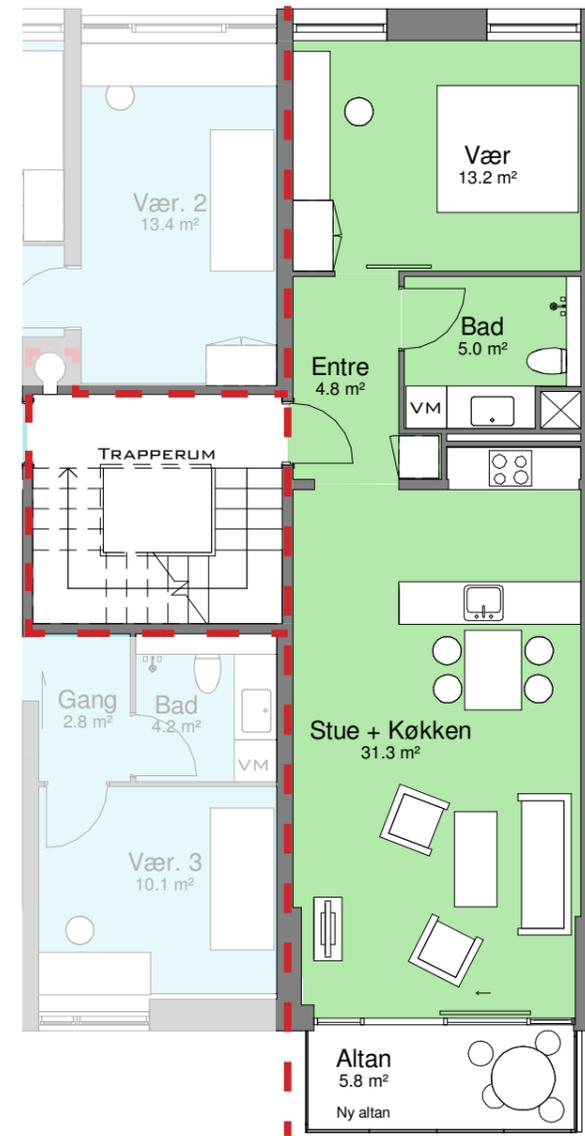 Vær
13.2 m²
Vær. 2
13.4 m²
Bad
5.0 m²
Entre
4.8 m²
VM
TRAPPERUM
Gang
2.8 m²
Bad
4.2 m²
VM
Stue + Køkken
31.3 m²
Vær. 3
10.1 m²
←
Altan
5.8 m²
Ny altan